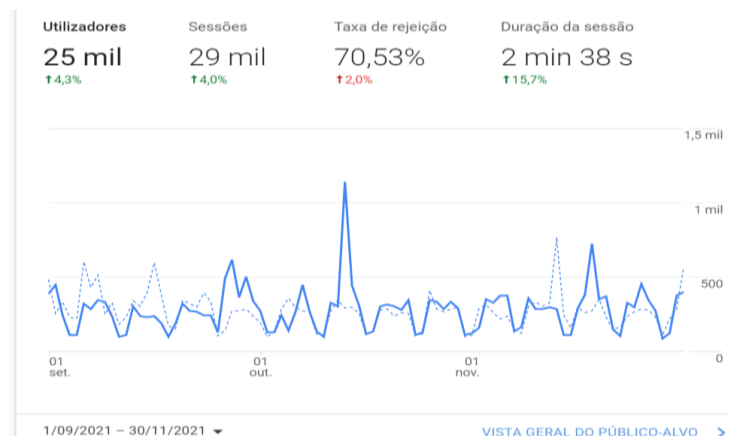 Utilizadores Sessões Taxa de rejeição Duração da sessão
25 mil 29 mil 70,53% 2 min 38 s
↑4,3% ↑4,0% ↑2,0% ↑15,7%
1,5 mil
1 mil
500
0
01 01 01
set. out. nov.
1/09/2021 – 30/11/2021
VISTA GERAL DO PÚBLICO-ALVO